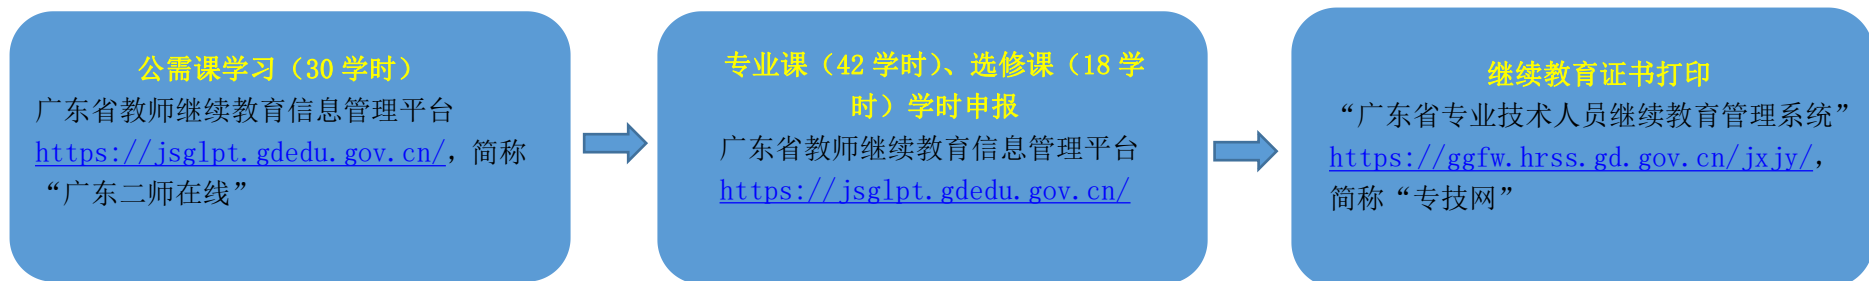 公需课学习（30 学时）
广东省教师继续教育信息管理平台
https://jsglpt.gdedu.gov.cn/，简称
“广东二师在线”
专业课（42 学时）、选修课（18 学
时）学时申报
广东省教师继续教育信息管理平台
https://jsglpt.gdedu.gov.cn/
继续教育证书打印
“广东省专业技术人员继续教育管理系统”
https://ggfw.hrss.gd.gov.cn/jxjy/，
简称“专技网”